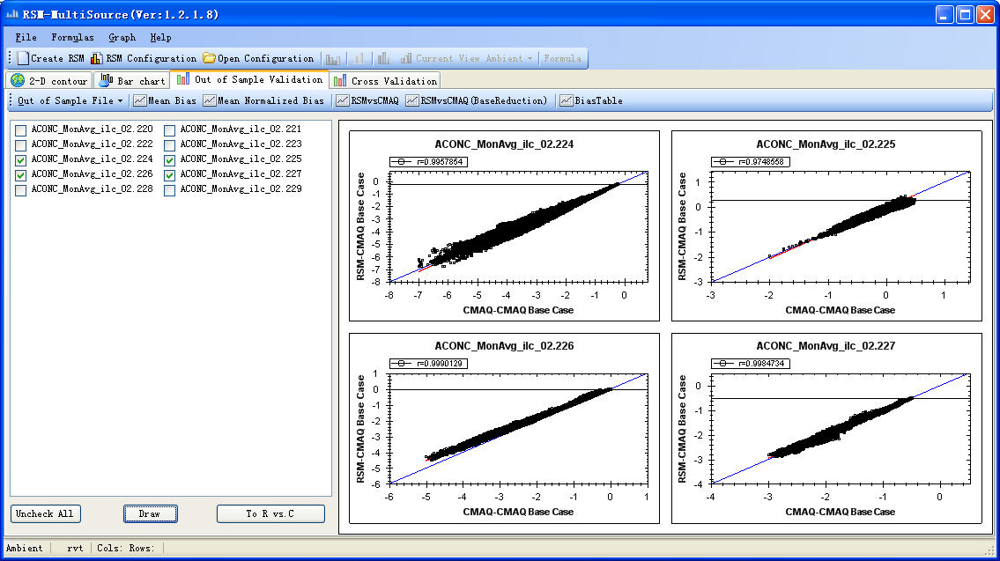 RSM-MultiSource(Ver:1.2.1.8)
File Formulas Graph Help
Create RSM RSM Configuration Open Configuration Current View Ambient Formula
2-D contour Bar chart Out of Sample Validation Cross Validation
Out of Sample File Mean Bias Mean Normalized Bias RSMvsCMAQ RSMvsCMAQ(BaseReduction) BiasTable
ACONC_MonAvg_ilc_02.220 ACONC_MonAvg_ilc_02.221
ACONC_MonAvg_ilc_02.222 ACONC_MonAvg_ilc_02.223
ACONC_MonAvg_ilc_02.224 ACONC_MonAvg_ilc_02.225
ACONC_MonAvg_ilc_02.226 ACONC_MonAvg_ilc_02.227
ACONC_MonAvg_ilc_02.228 ACONC_MonAvg_ilc_02.229
Uncheck All Draw To R vs.C
ACONC_MonAvg_ilc_02.224
r=0.9957854
RSM-CMAQ Base Case
0
-1
-2
-3
-4
-5
-6
-7
-8
-8 -7 -6 -5 -4 -3 -2 -1 0
CMAQ-CMAQ Base Case
ACONC_MonAvg_ilc_02.225
r=0.9748558
RSM-CMAQ Base Case
1
0
-1
-2
-3
-3 -2 -1 0 1
CMAQ-CMAQ Base Case
ACONC_MonAvg_ilc_02.226
r=0.9990129
RSM-CMAQ Base Case
1
0
-1
-2
-3
-4
-5
-6
-6 -5 -4 -3 -2 -1 0 1
CMAQ-CMAQ Base Case
ACONC_MonAvg_ilc_02.227
r=0.9984734
RSM-CMAQ Base Case
0
-1
-2
-3
-4
-4 -3 -2 -1 0
CMAQ-CMAQ Base Case
Ambient rvt Cols: Rows: